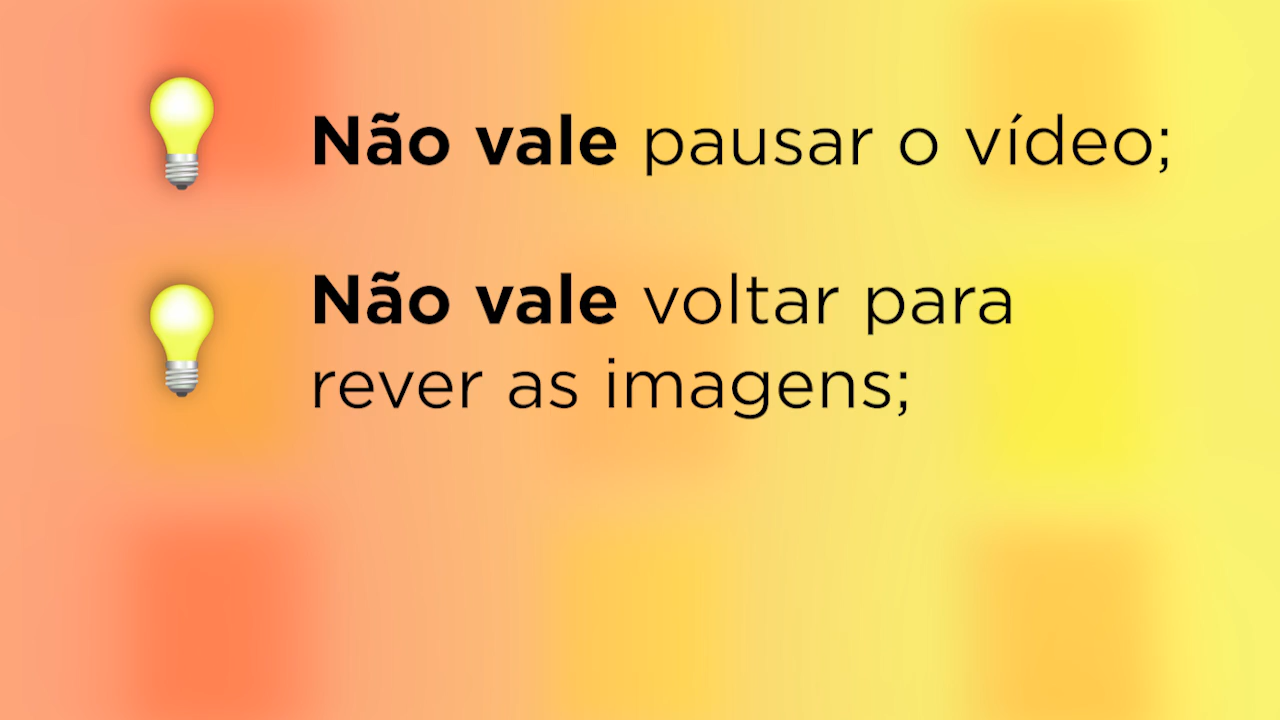 Não vale pausar o vídeo;
Não vale voltar para
rever as imagens;